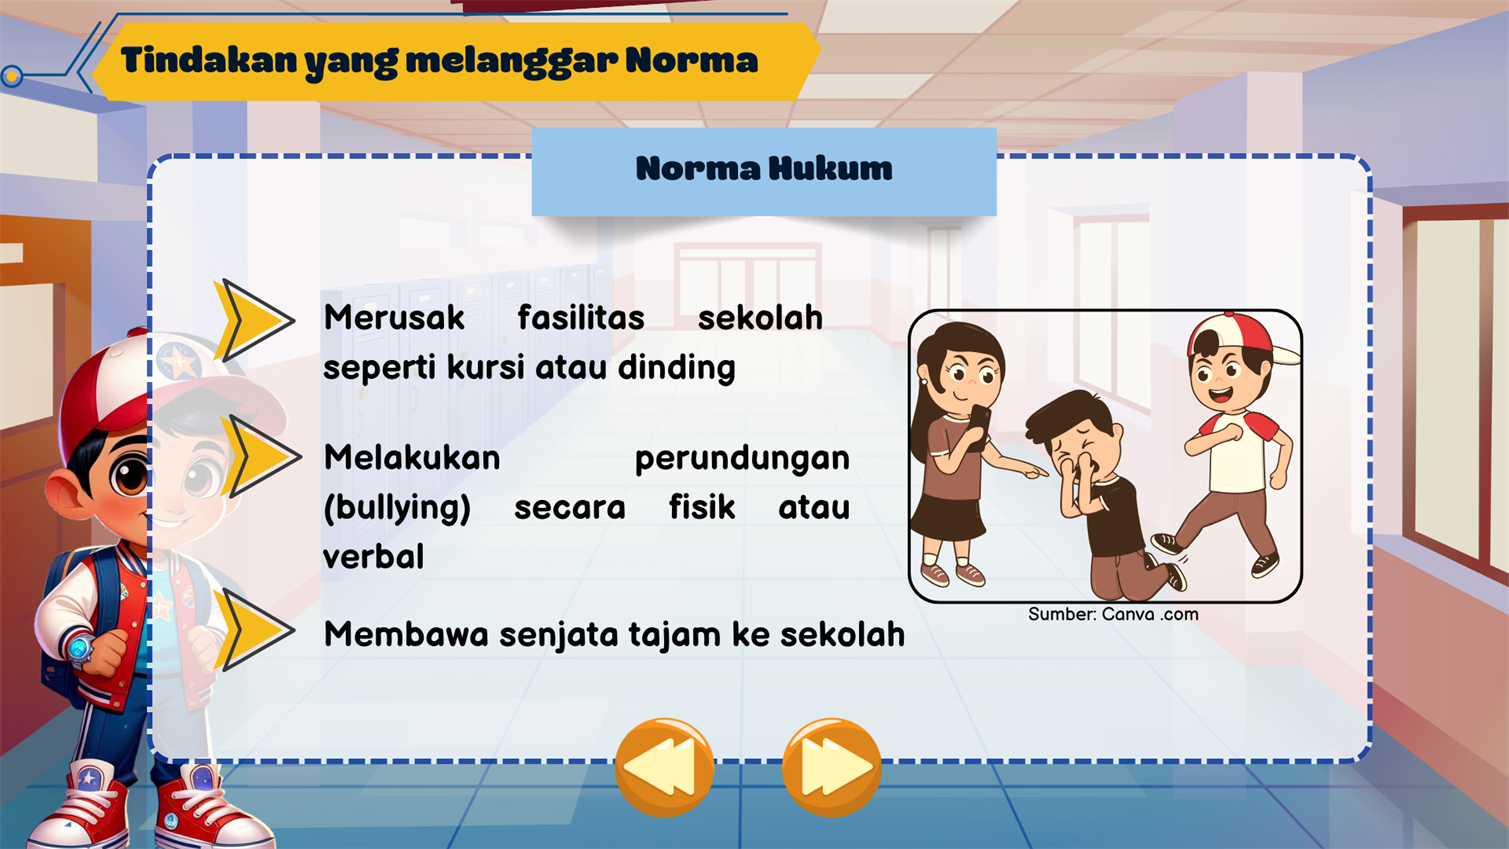 Tindakan yang melanggar Norma
Norma Hukum
Merusak fasilitas sekolah
seperti kursi atau dinding
Melakukan perundungan
(bullying) secara fisik atau
verbal
Membawa senjata tajam ke sekolah
Sumber: Canva .com